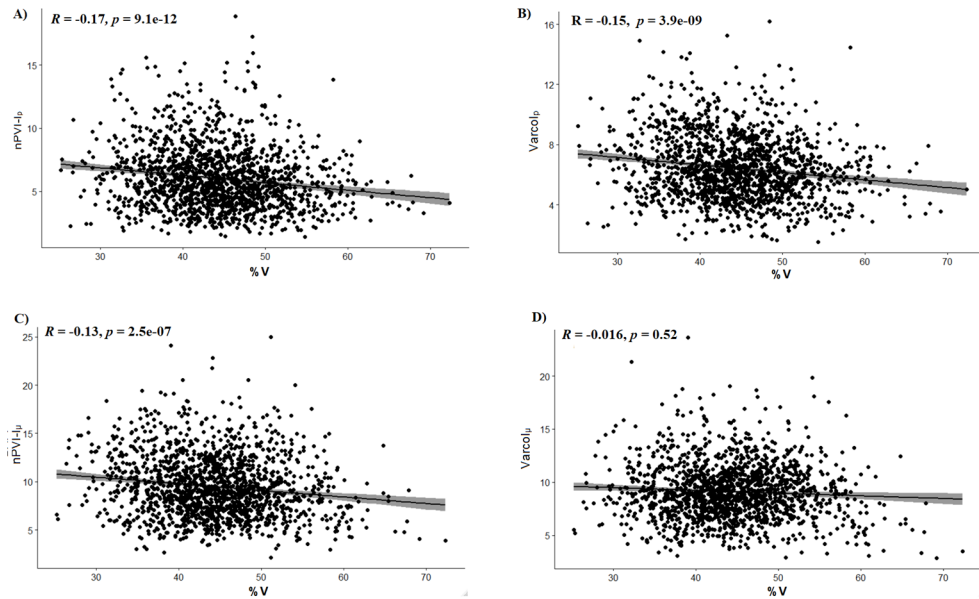 A)
R = -0.17, p = 9.1e-12
nPVI-Ip
15
10
5
30 40 50 60 70
% V
B)
R = -0.15, p = 3.9e-09
VarcoIp
16
12
8
4
30 40 50 60 70
% V
C)
R = -0.13, p = 2.5e-07
nPVI-Iμ
25
20
15
10
5
30 40 50 60 70
% V
D)
R = -0.016, p = 0.52
VarcoIμ
20
15
10
5
30 40 50 60 70
% V